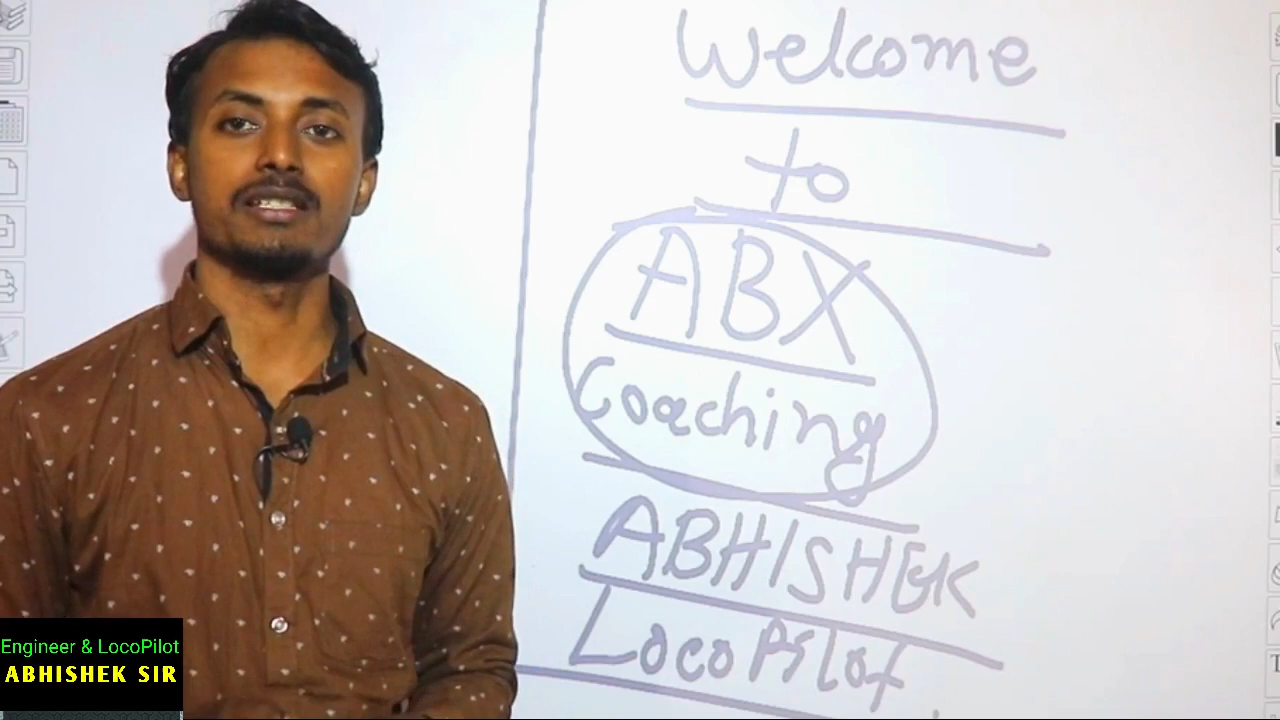 Welcome
to
ABX
Coaching
ABHISHEK
LocoPilot
Engineer & LocoPilot
ABHISHEK SIR